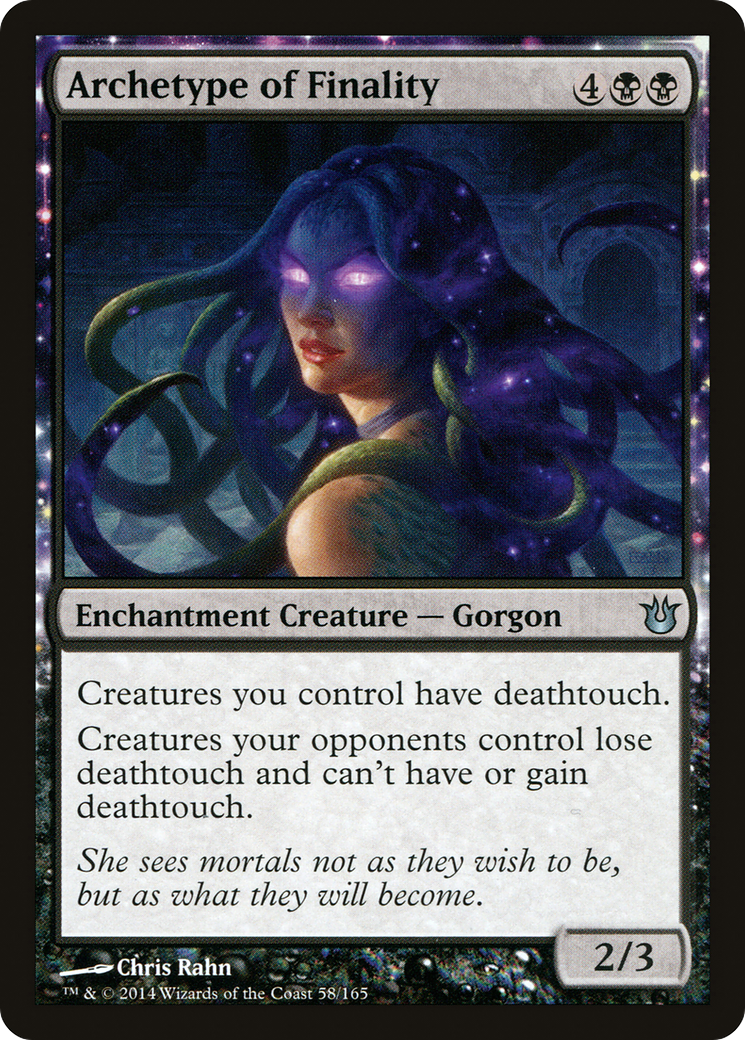 Archetype of Finality 4
Enchantment Creature — Gorgon
Creatures you control have deathtouch.
Creatures your opponents control lose
deathtouch and can't have or gain
deathtouch.
She sees mortals not as they wish to be,
but as what they will become.
2/3
Chris Rahn
™ & © 2014 Wizards of the Coast 58/165